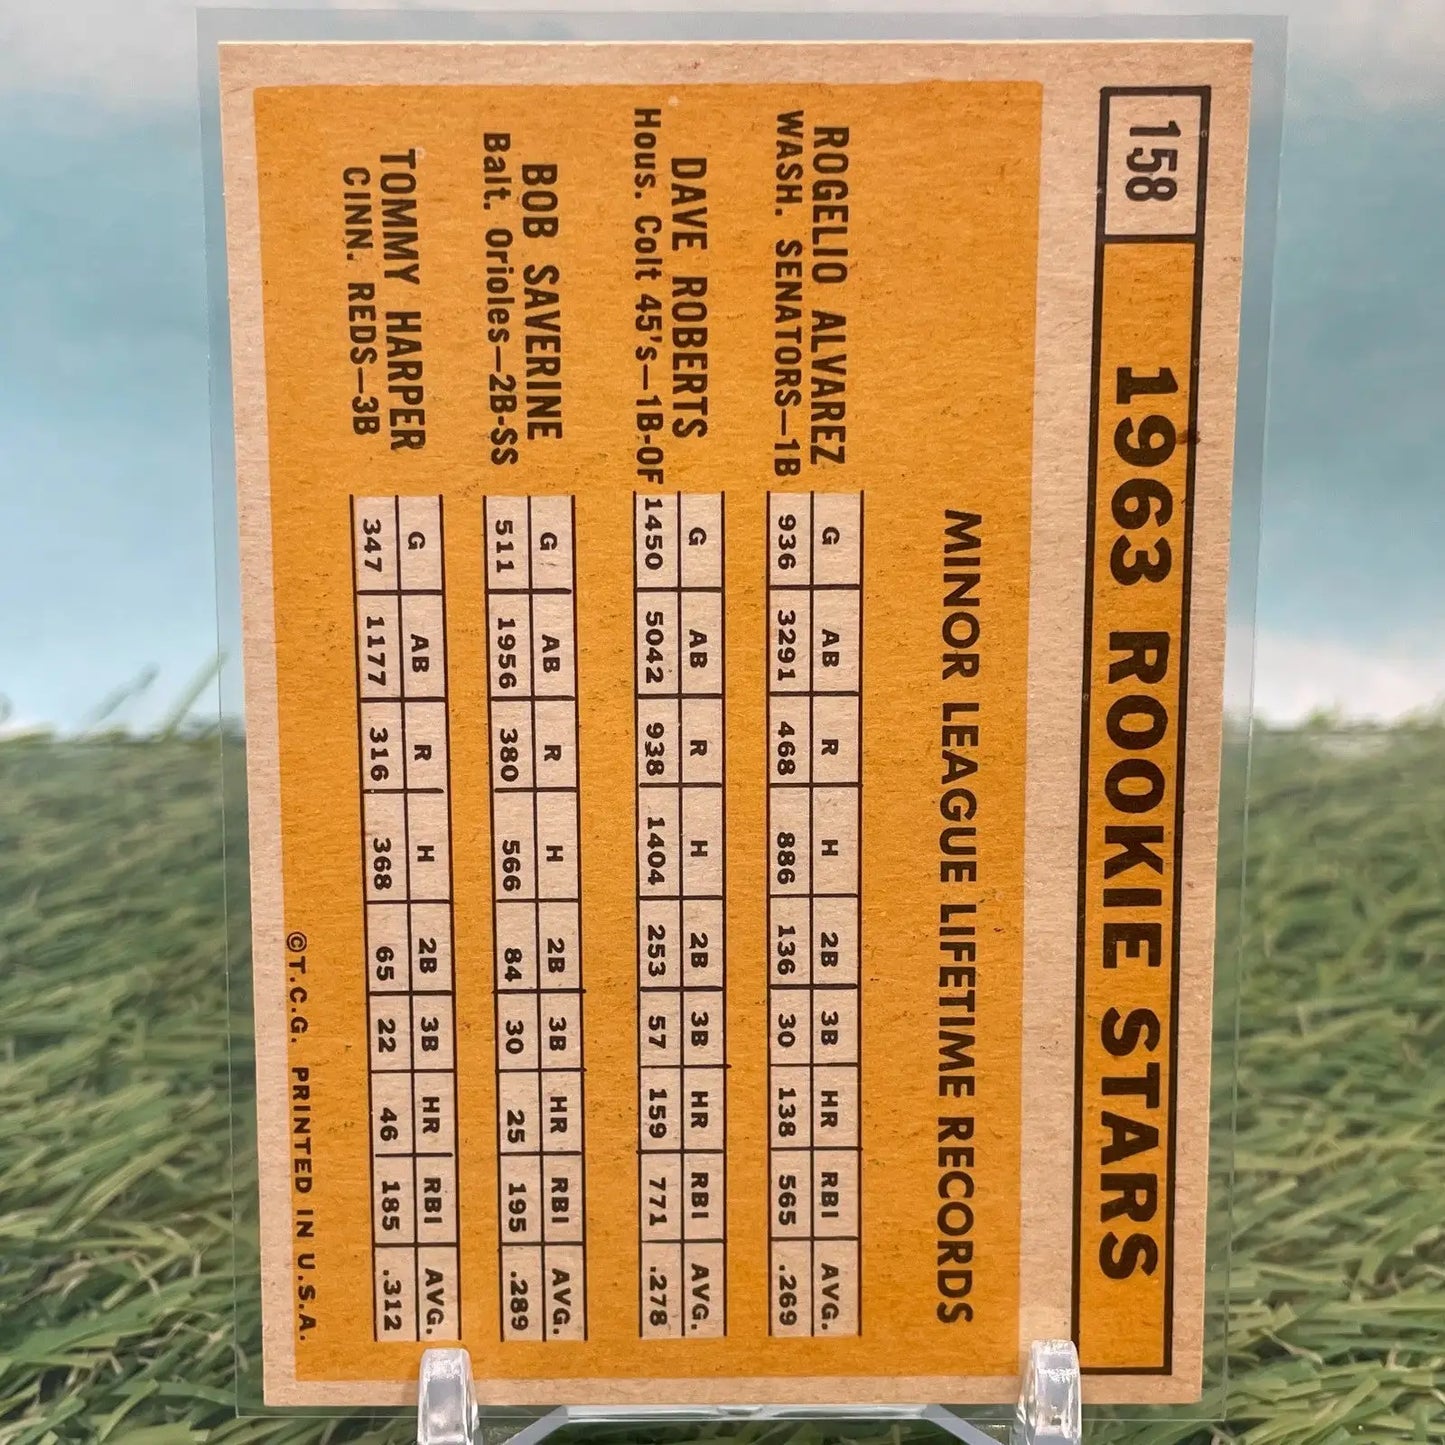 158 1963 ROOKIE STARS
MINOR LEAGUE LIFETIME RECORDS
ROGELIO ALVAREZ
WASH. SENATORS—1B
G AB R H 2B 3B HR RBI AVG.
936 3291 468 886 136 30 138 565 .269
DAVE ROBERTS
Hous. Colt 45's—1B-OF
G AB R H 2B 3B HR RBI AVG.
1450 5042 938 1404 253 57 159 771 .278
BOB SAVERINE
Balt. Orioles—2B-SS
G AB R H 2B 3B HR RBI AVG.
511 1956 380 566 84 30 25 195 .289
TOMMY HARPER
CINN. REDS—3B
G AB R H 2B 3B HR RBI AVG.
347 1177 316 368 65 22 46 185 .312
©T.C.G. PRINTED IN U.S.A.